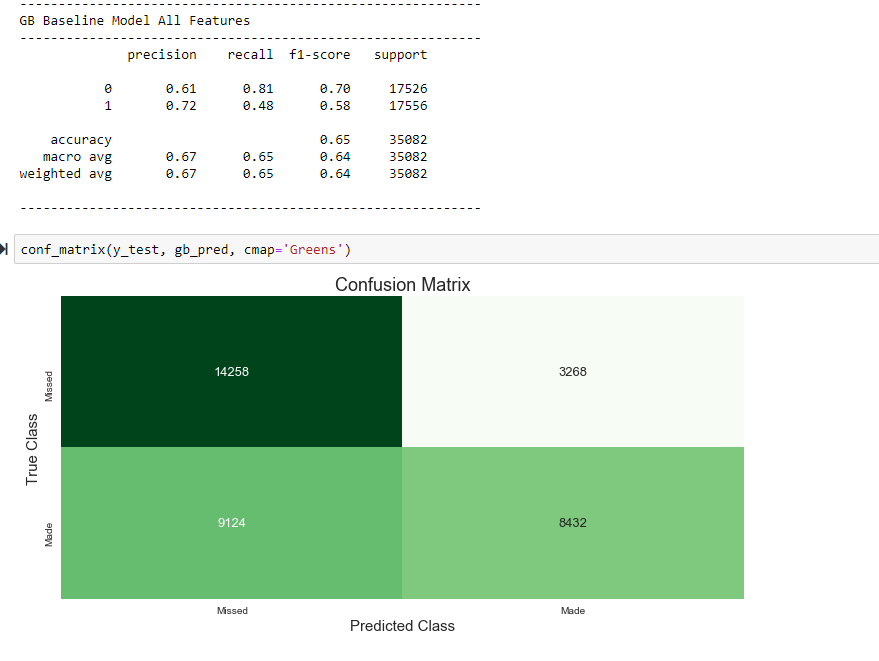 ------------------------------------------------------------
GB Baseline Model All Features
------------------------------------------------------------
precision recall f1-score support
0 0.61 0.81 0.70 17526
1 0.72 0.48 0.58 17556
accuracy 0.65 35082
macro avg 0.67 0.65 0.64 35082
weighted avg 0.67 0.65 0.64 35082
------------------------------------------------------------
conf_matrix(y_test, gb_pred, cmap='Greens')
Confusion Matrix
True Class
Missed
14258 3268
Made
9124 8432
Missed Made
Predicted Class